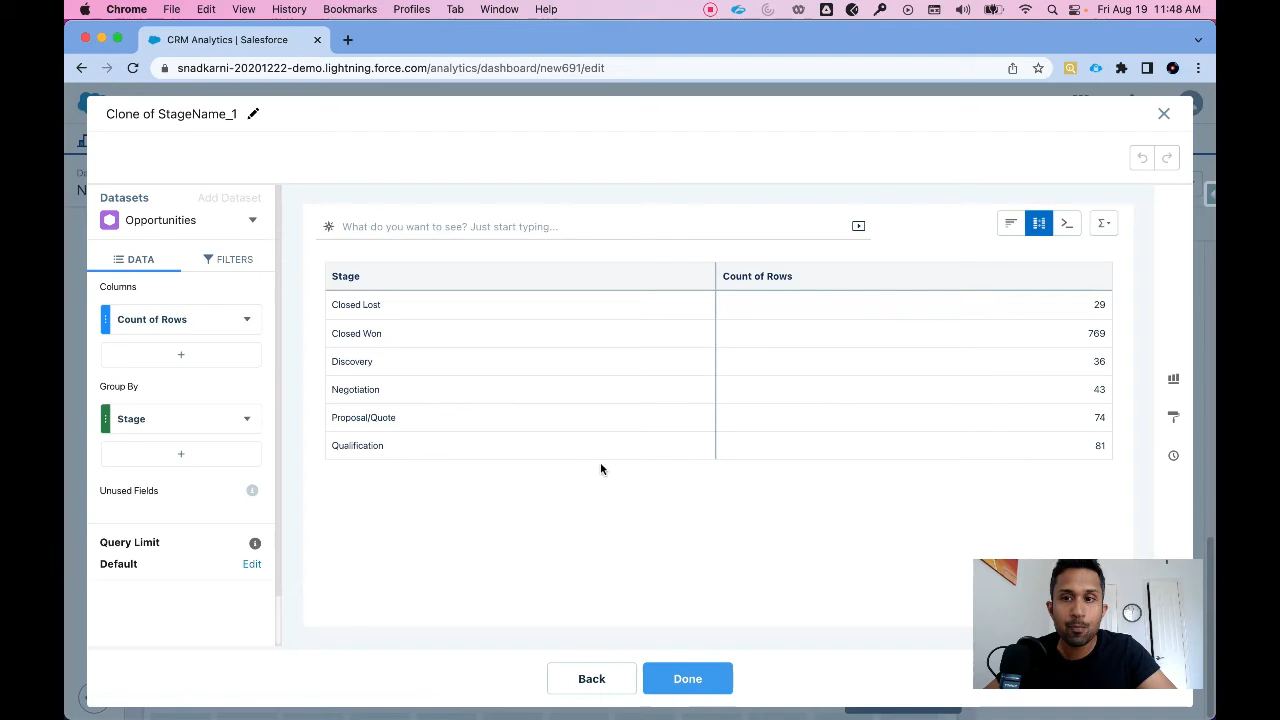 Chrome File Edit View History Bookmarks Profiles Tab Window Help Fri Aug 19 11:48 AM
CRM Analytics | Salesforce
snadkarni-20201222-demo.lightning.force.com/analytics/dashboard/new691/edit
Clone of StageName_1
Datasets Add Dataset
Opportunities
What do you want to see? Just start typing...
DATA FILTERS
Columns
Count of Rows
Group By
Stage
Unused Fields
Query Limit
Default Edit
Stage Count of Rows
Closed Lost 29
Closed Won 769
Discovery 36
Negotiation 43
Proposal/Quote 74
Qualification 81
Back Done